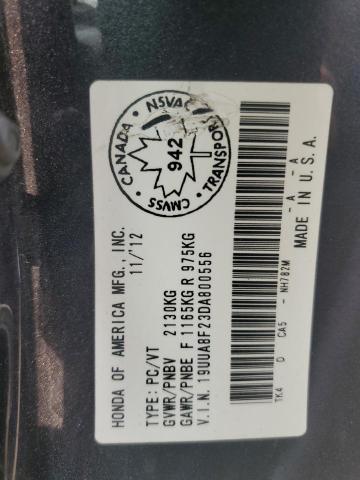 HONDA OF AMERICA MFG., INC.
11/'12
TYPE: PC/VT
GVWR/PNBV 2130KG
GAWR/PNBE F 1165KG R 975KG
V.I.N. 19UUA8F23DA800556
CANADA
NSVAC
TRANSPORT
CMVSS
942
TK4 D CA5 - NH782M - A - A
MADE IN U.S.A.